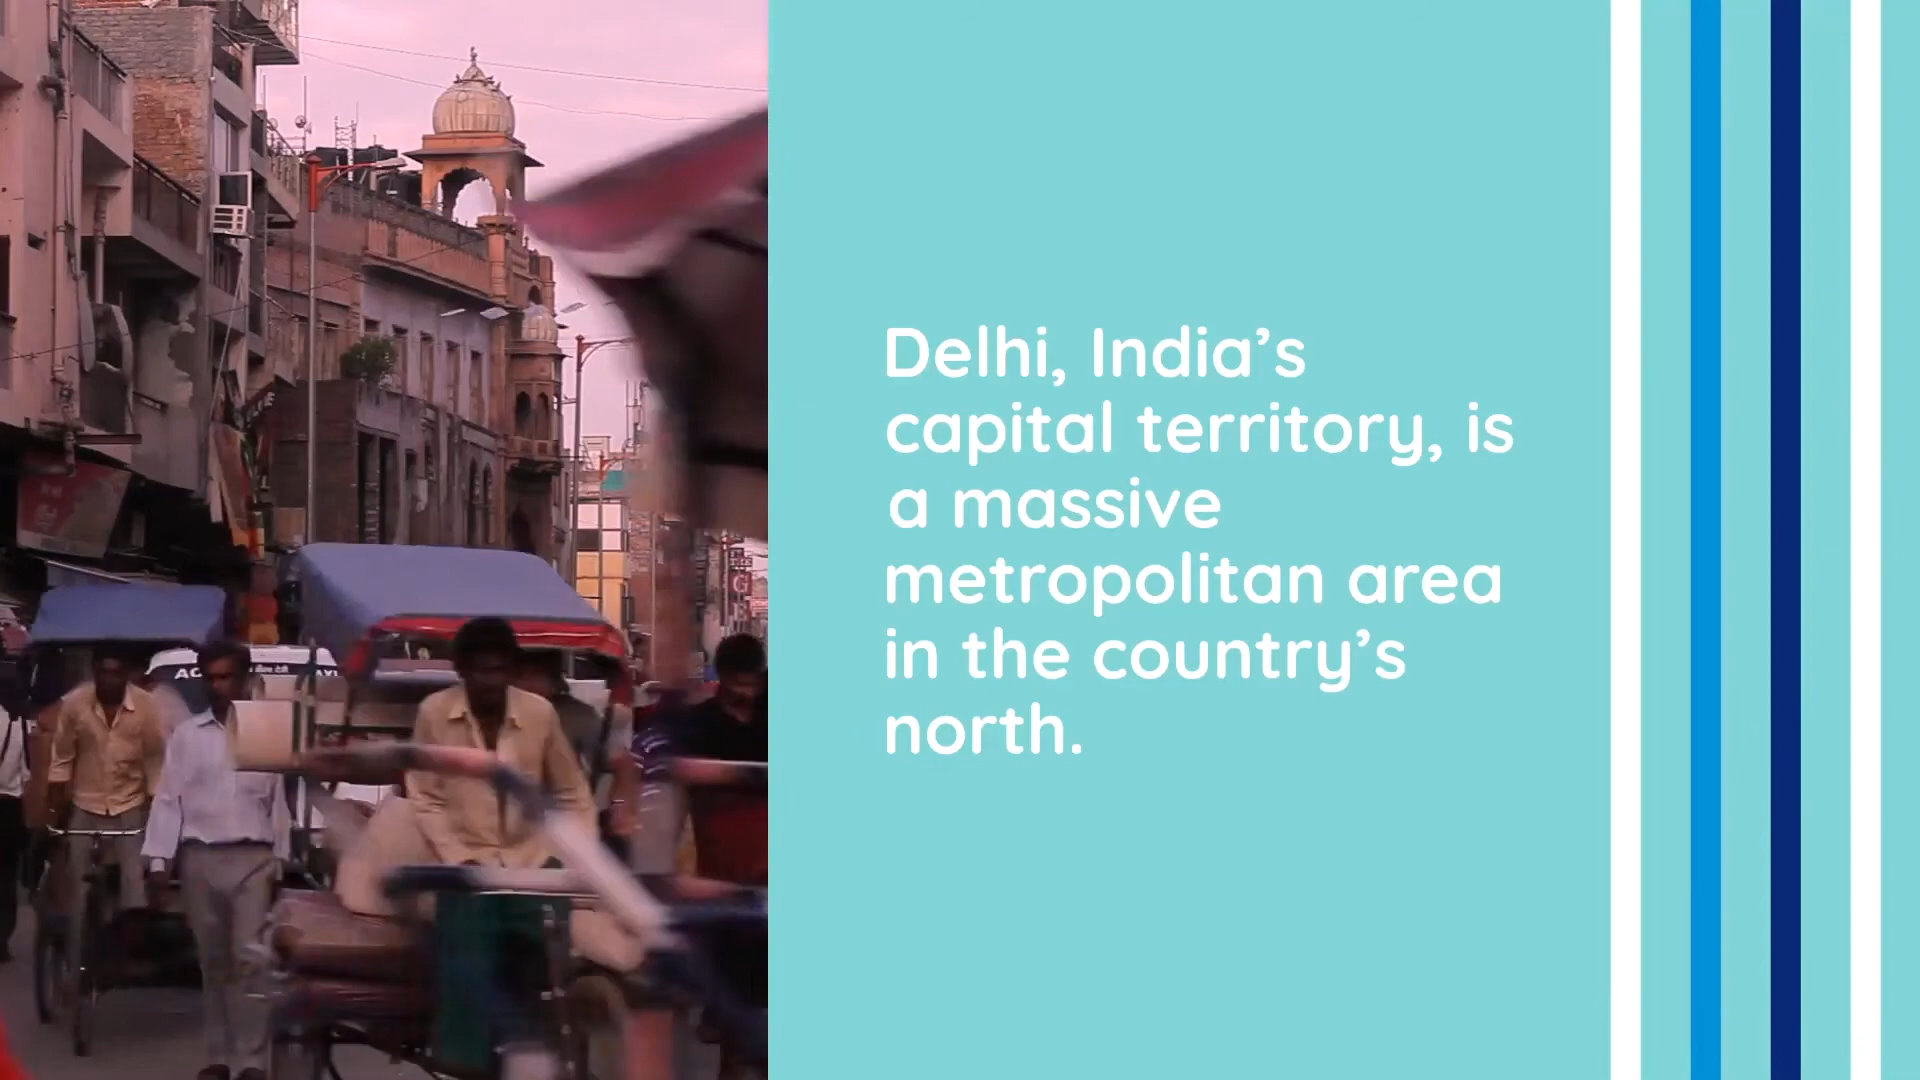 Delhi, India’s
capital territory, is
a massive
metropolitan area
in the country’s
north.